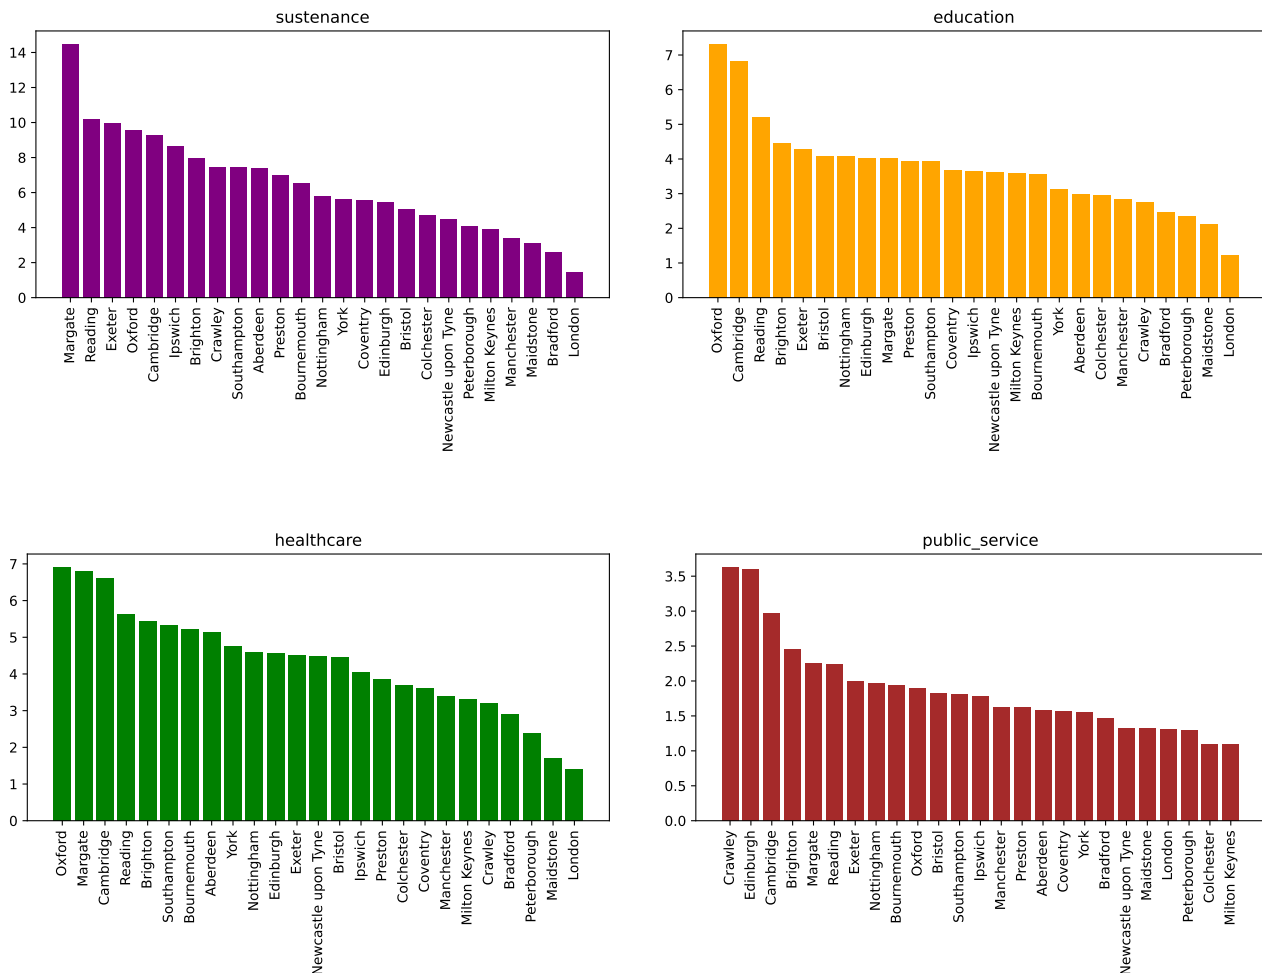 sustenance
14
12
10
8
6
4
2
0
Margate
Reading
Exeter
Oxford
Cambridge
Ipswich
Brighton
Crawley
Southampton
Aberdeen
Preston
Bournemouth
Nottingham
York
Coventry
Edinburgh
Bristol
Colchester
Newcastle upon Tyne
Peterborough
Milton Keynes
Manchester
Maidstone
Bradford
London
education
7
6
5
4
3
2
1
0
Oxford
Cambridge
Reading
Brighton
Exeter
Bristol
Nottingham
Edinburgh
Margate
Preston
Southampton
Coventry
Ipswich
Newcastle upon Tyne
Milton Keynes
Bournemouth
York
Aberdeen
Colchester
Manchester
Crawley
Bradford
Peterborough
Maidstone
London
healthcare
7
6
5
4
3
2
1
0
Oxford
Margate
Cambridge
Reading
Brighton
Southampton
Bournemouth
Aberdeen
York
Nottingham
Edinburgh
Exeter
Newcastle upon Tyne
Bristol
Ipswich
Preston
Colchester
Coventry
Manchester
Milton Keynes
Crawley
Bradford
Peterborough
Maidstone
London
public_service
3.5
3.0
2.5
2.0
1.5
1.0
0.5
0.0
Crawley
Edinburgh
Cambridge
Brighton
Margate
Reading
Exeter
Nottingham
Bournemouth
Oxford
Bristol
Southampton
Ipswich
Manchester
Preston
Aberdeen
Coventry
York
Bradford
Newcastle upon Tyne
Maidstone
London
Peterborough
Colchester
Milton Keynes